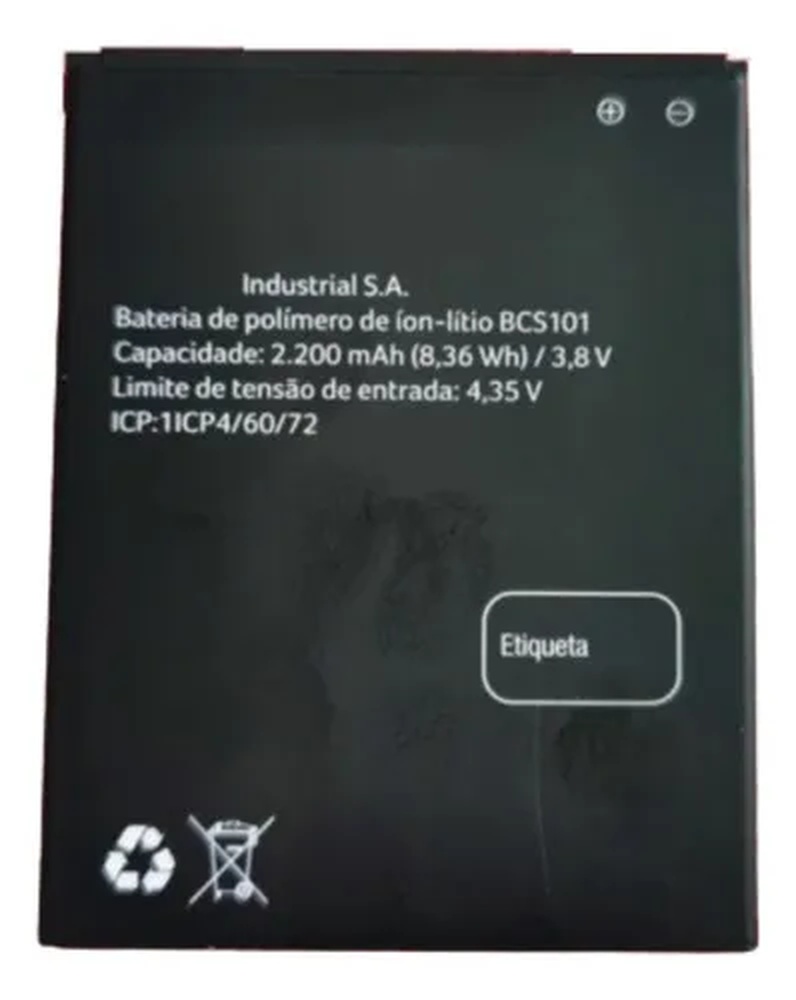 Industrial S.A.
Bateria de polímero de íon-lítio BCS101
Capacidade: 2.200 mAh (8,36 Wh) / 3,8 V
Limite de tensão de entrada: 4,35 V
ICP:1ICP4/60/72
Etiqueta